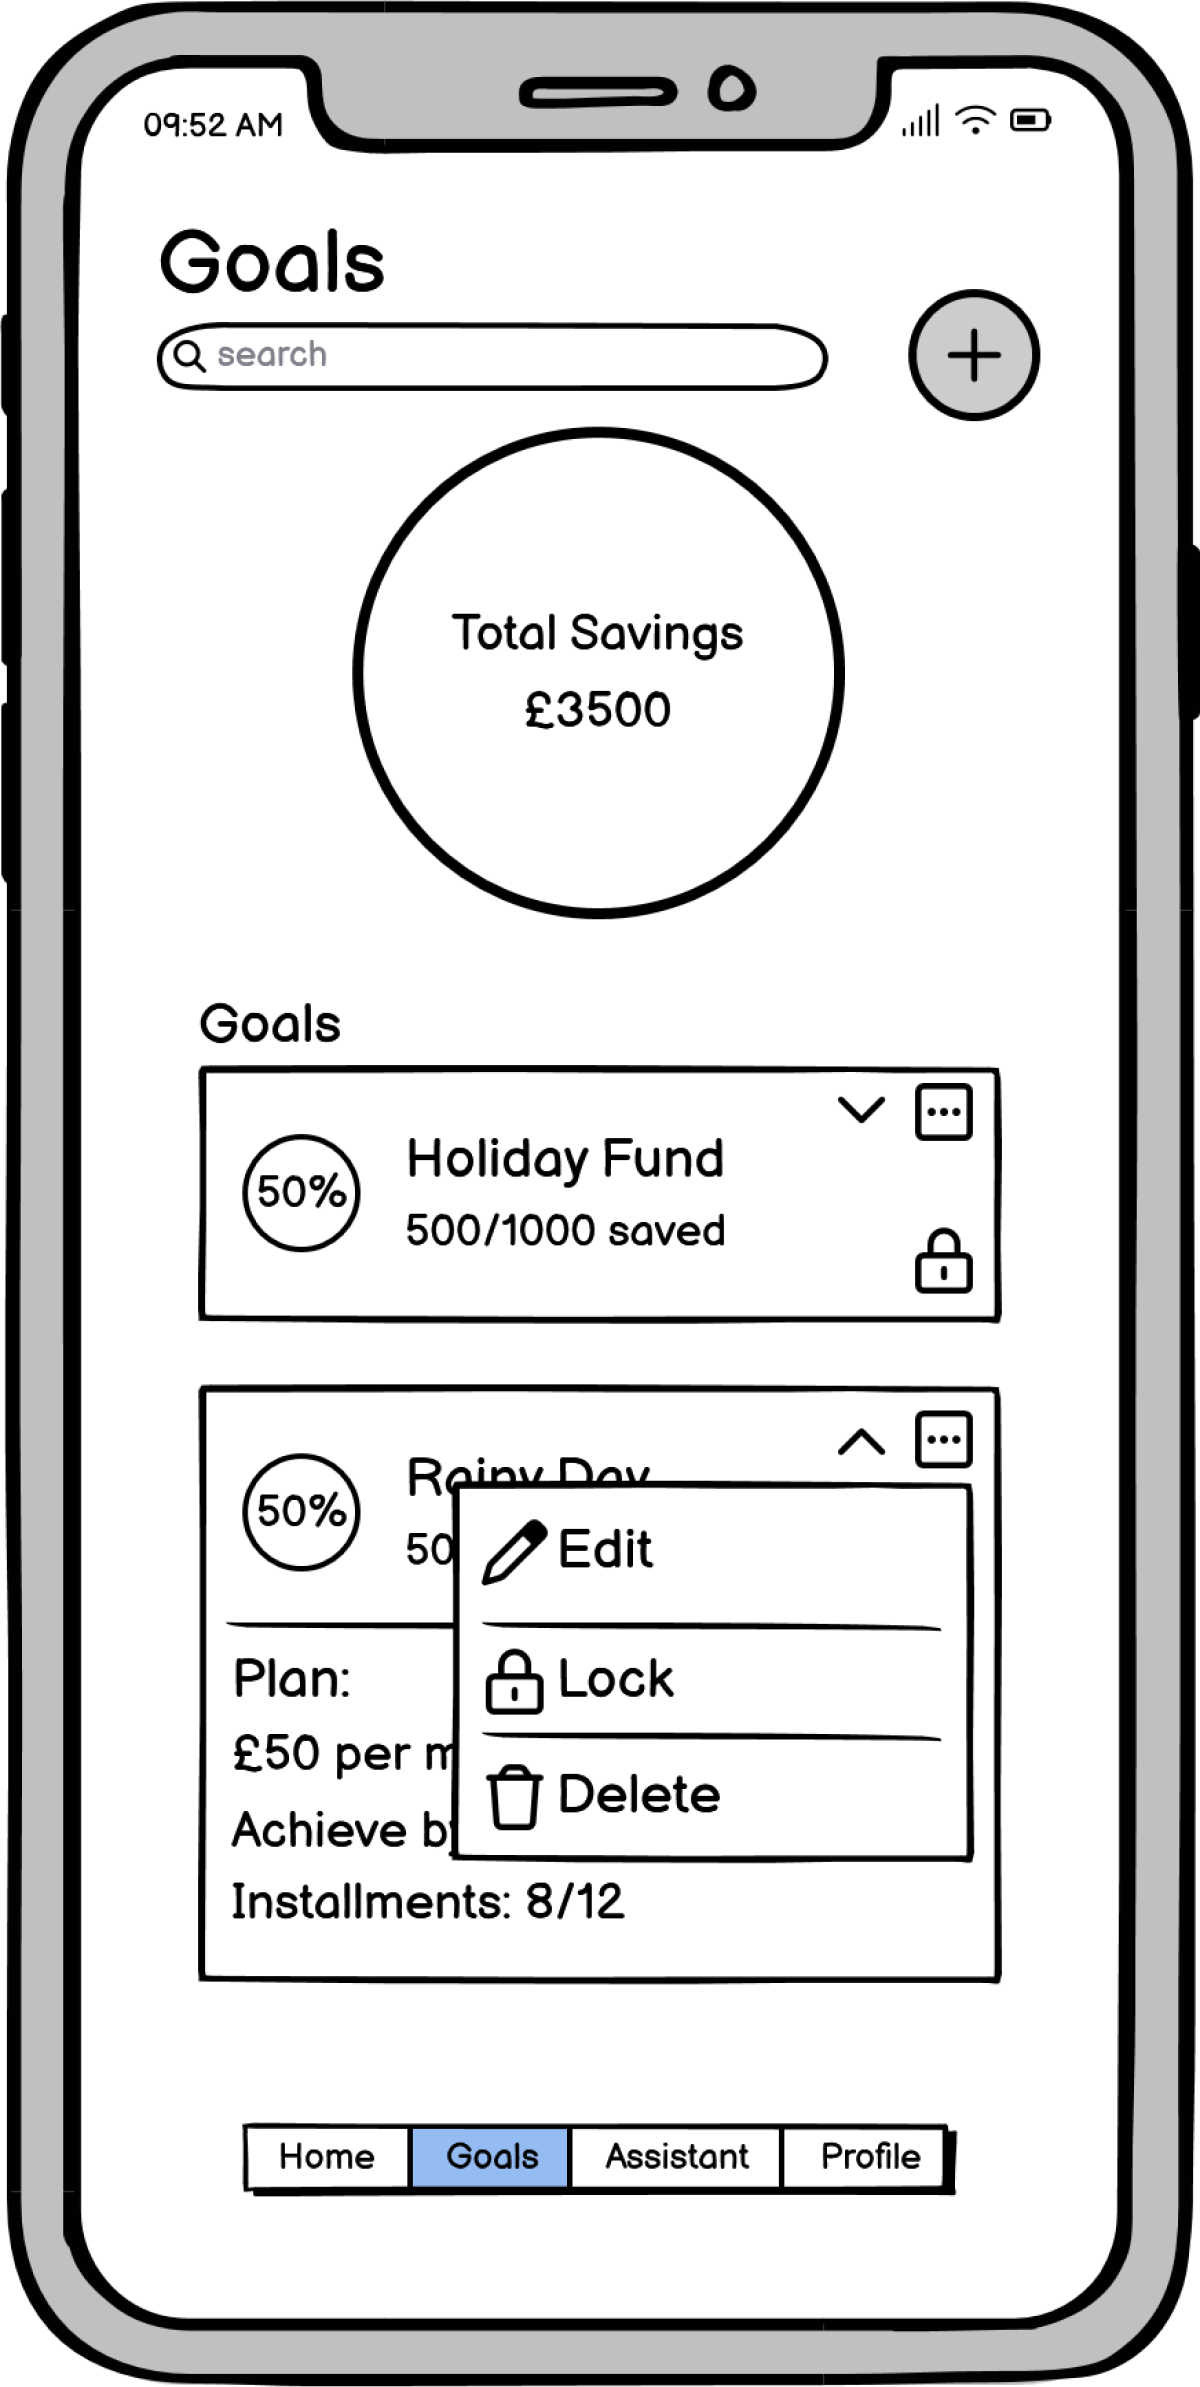 09:52 AM
Goals
search
Total Savings
£3500
Goals
50%
Holiday Fund
500/1000 saved
50%
Rainy Day
50
Edit
Plan:
Lock
£50 per
Delete
Achieve by
Installments: 8/12
Home Goals Assistant Profile